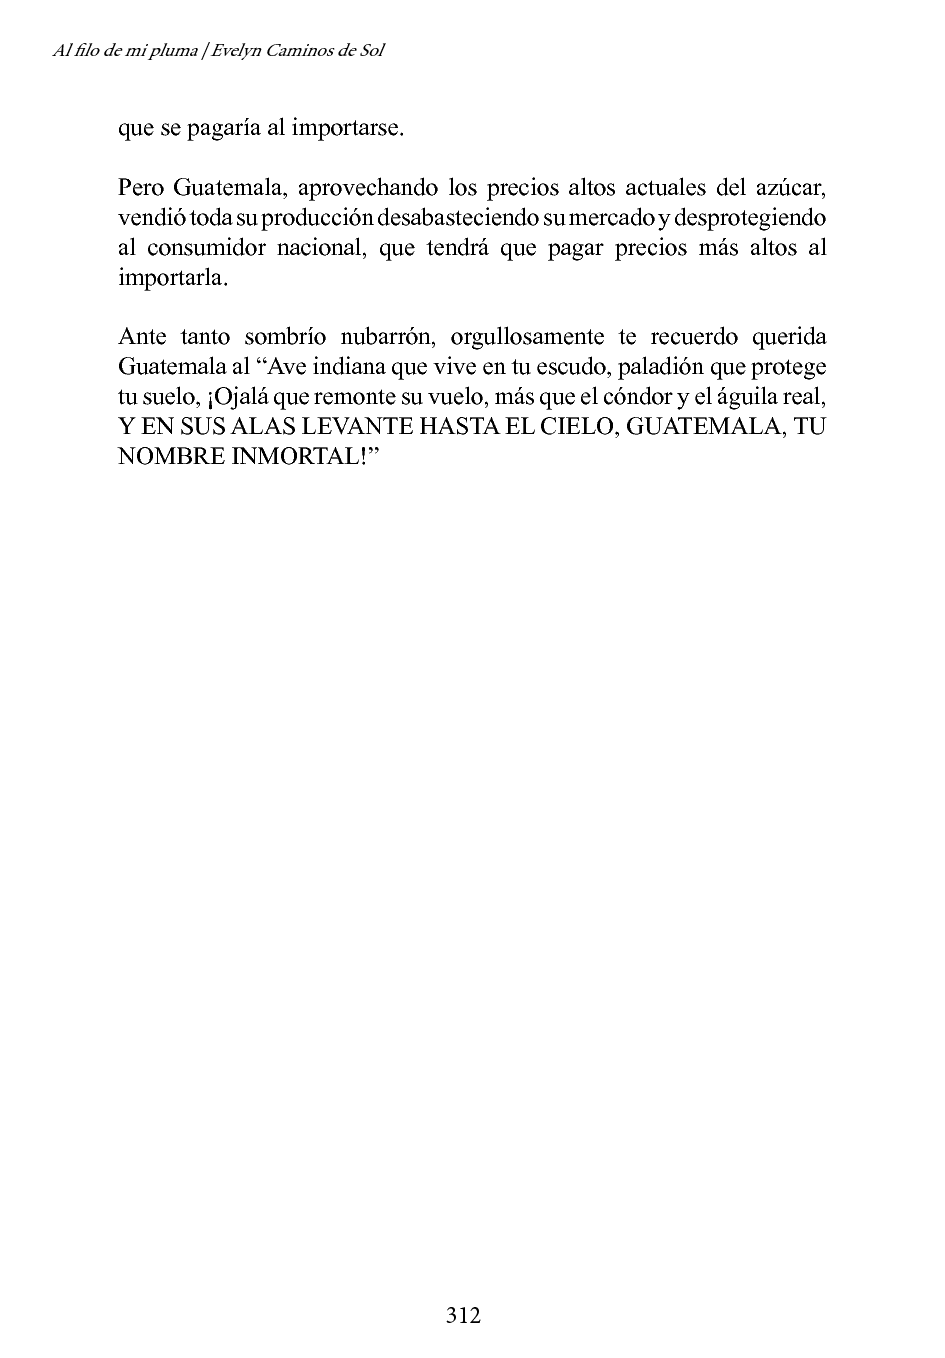 Al filo de mi pluma | Evelyn Caminos de Sol
que se pagaría al importarse.
Pero Guatemala, aprovechando los precios altos actuales del azúcar,
vendió toda su producción desabasteciendo su mercado y desprotegiendo
al consumidor nacional, que tendrá que pagar precios más altos al
importarla.
Ante tanto sombrío nubarrón, orgullosamente te recuerdo querida
Guatemala al “Ave indiana que vive en tu escudo, paladión que protege
tu suelo, ¡Ojalá que remonte su vuelo, más que el cóndor y el águila real,
Y EN SUS ALAS LEVANTE HASTA EL CIELO, GUATEMALA, TU
NOMBRE INMORTAL!”
312